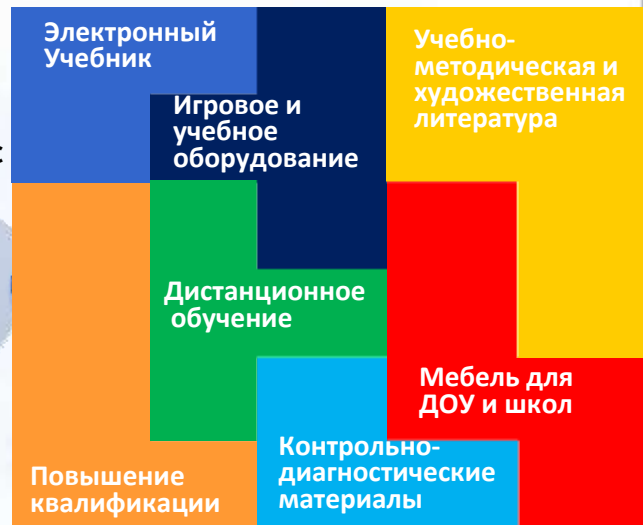 Электронный
Учебник
Игровое и
учебное
оборудование
Учебно-
методическая и
художественная
литература
Дистанционное
обучение
Мебель для
ДОУ и школ
Повышение
квалификации
Контрольно-
диагностические
материалы